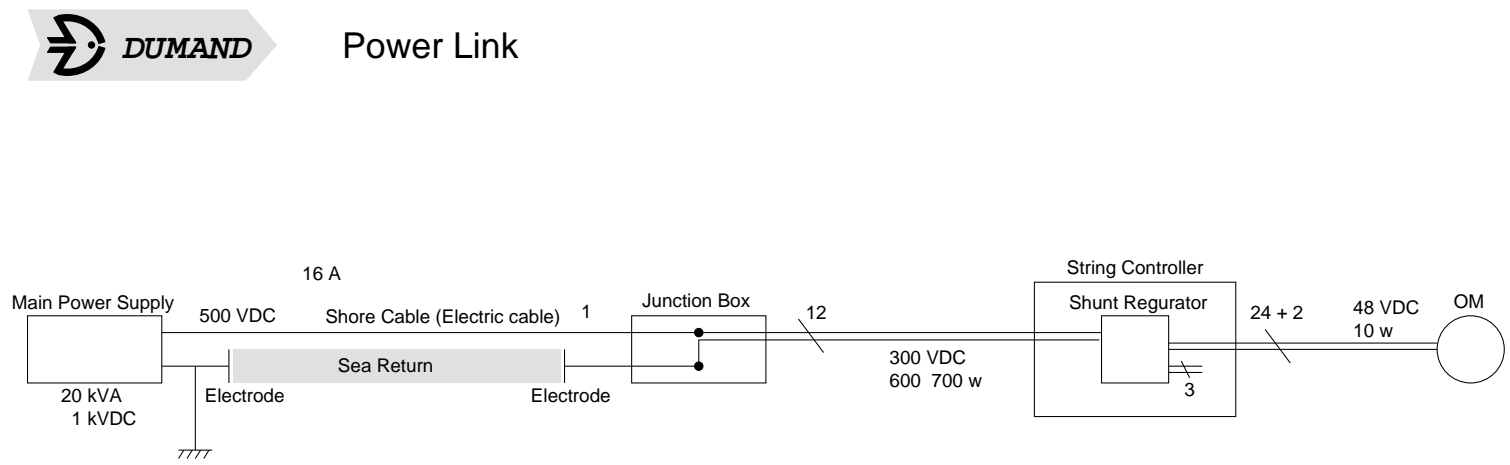 DUMAND
Power Link
16 A
String Controller
Main Power Supply
500 VDC
Shore Cable (Electric cable)
1
Junction Box
12
Shunt Regurator
24 + 2
48 VDC
10 w
OM
Sea Return
300 VDC
600 700 w
20 kVA
1 kVDC
Electrode
Electrode
3